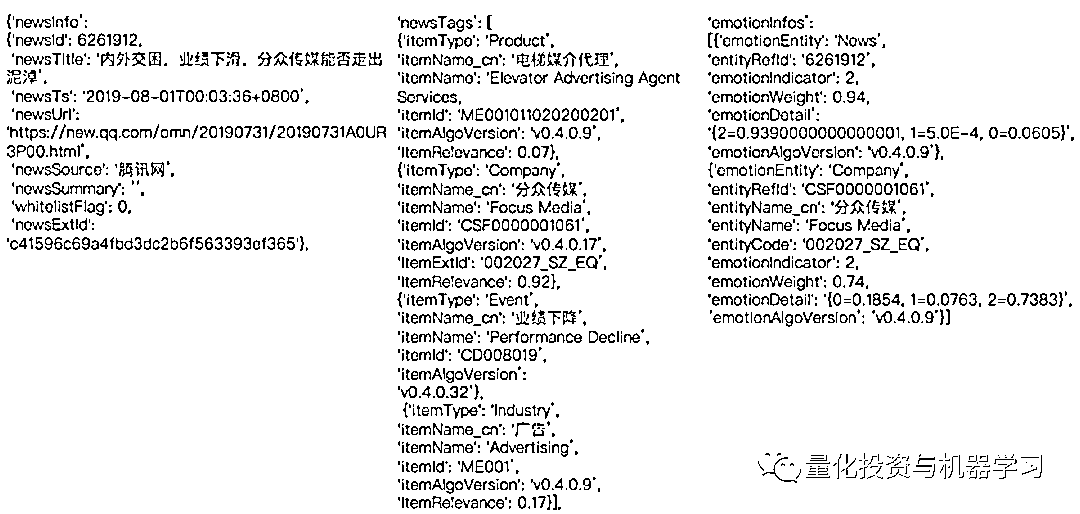 {'newsInfo':
{'newsId': 6261912,
'newsTitle': '内外交困，业绩下滑，分众传媒能否走出
泥淖',
'newsTs': '2019-08-01T00:03:36+0800',
'newsUrl':
'https://new.qq.com/omn/20190731/20190731A0UR
3P00.html',
'newsSource': '腾讯网',
'newsSummary': '',
'whitelistFlag': 0,
'newsExtId':
'c41596c69a4fbd3dc2b6f563393ef365'},
'newsTags': [
{'itemType': 'Product',
'itemName_cn': '电梯媒介代理',
'itemName': 'Elevator Advertising Agent
Services,
'itemId': 'ME001011020200201',
'itemAlgoVersion': 'v0.4.0.9',
'itemRelevance': 0.07},
{'itemType': 'Company',
'itemName_cn': '分众传媒',
'itemName': 'Focus Media',
'itemId': 'CSF0000001061',
'itemAlgoVersion': 'v0.4.0.17',
'itemExtId': '002027_SZ_EQ',
'itemRelevance': 0.92},
{'itemType': 'Event',
'itemName_cn': '业绩下降',
'itemName': 'Performance Decline',
'itemId': 'CD008019',
'itemAlgoVersion':
'v0.4.0.32'},
{'itemType': 'Industry',
'itemName_cn': '广告',
'itemName': 'Advertising',
'itemId': 'ME001',
'itemAlgoVersion': 'v0.4.0.9',
'itemRelevance': 0.17}],
'emotionInfos':
[{'emotionEntity': 'News',
'entityRefId': '6261912',
'emotionIndicator': 2,
'emotionWeight': 0.94,
'emotionDetail':
'{2=0.9390000000000001, 1=5.0E-4, 0=0.0605}',
'emotionAlgoVersion': 'v0.4.0.9'},
{'emotionEntity': 'Company',
'entityRefId': 'CSF0000001061',
'entityName_cn': '分众传媒',
'entityName': 'Focus Media',
'entityCode': '002027_SZ_EQ',
'emotionIndicator': 2,
'emotionWeight': 0.74,
'emotionDetail': '{0=0.1854, 1=0.0763, 2=0.7383}',
'emotionAlgoVersion': 'v0.4.0.9'}]
量化投资与机器学习